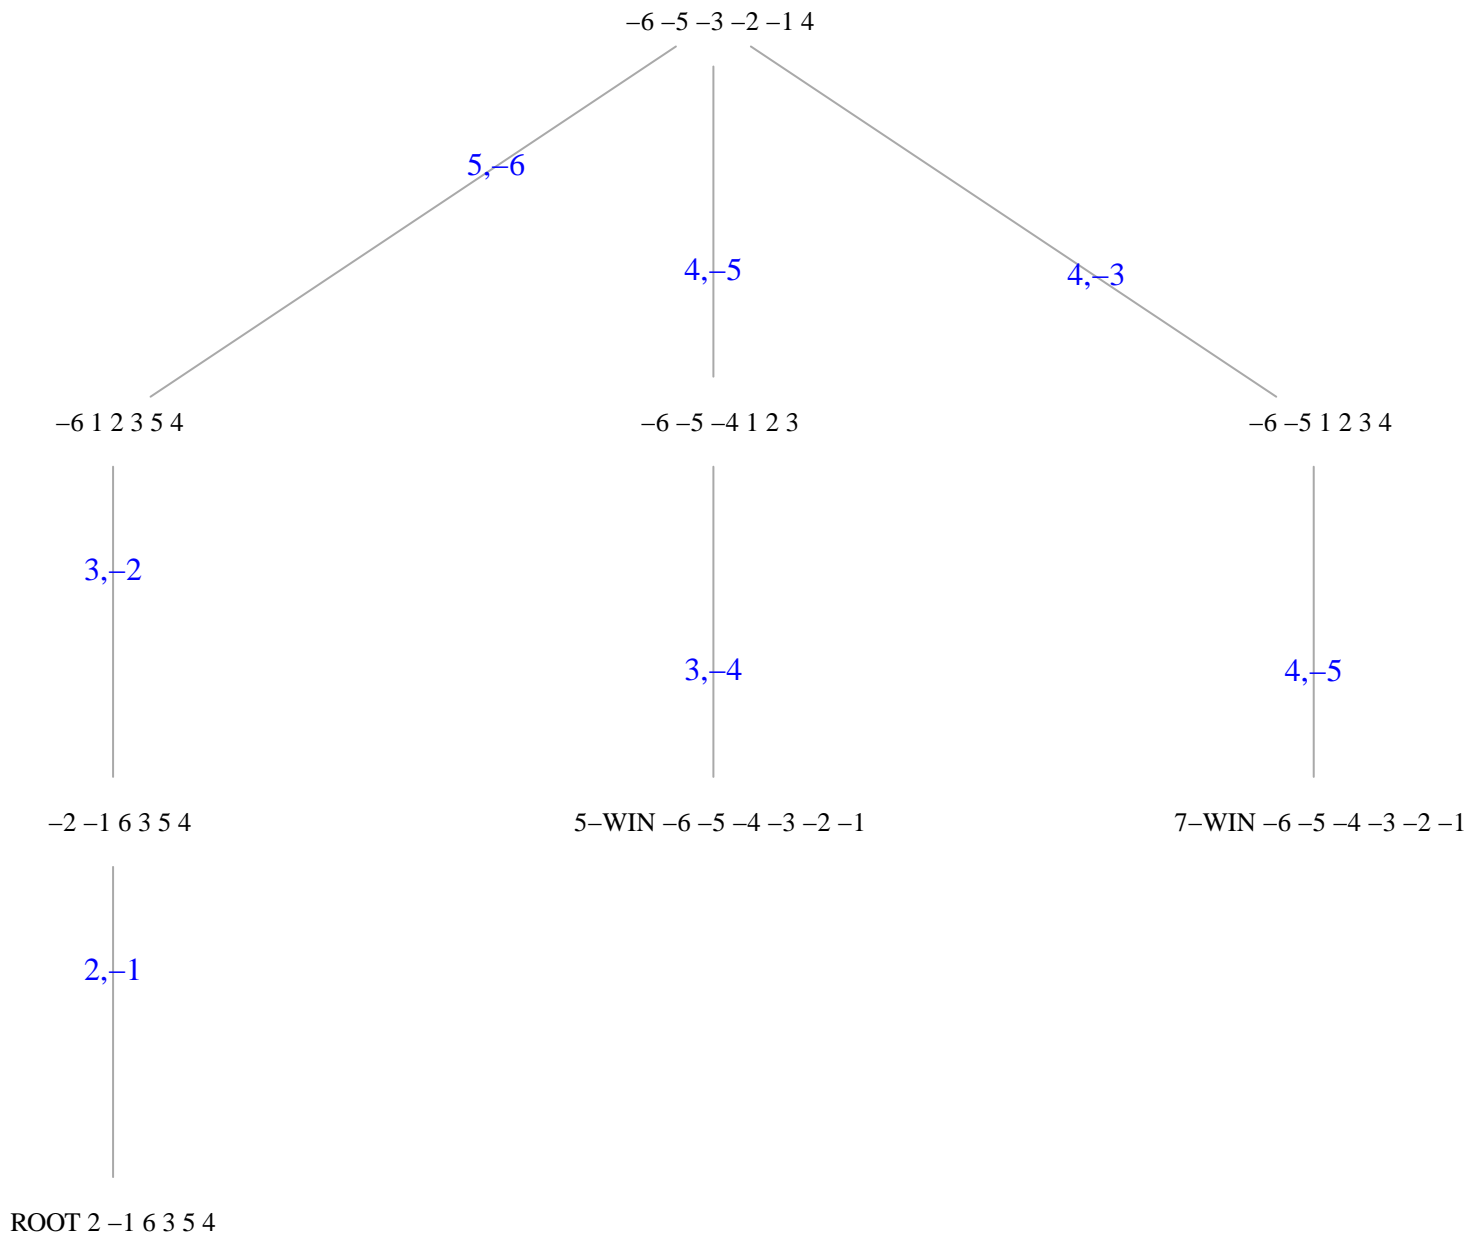 –6 –5 –3 –2 –1 4
5,–6
4,–5
4,–3
–6 1 2 3 5 4
–6 –5 –4 1 2 3
–6 –5 1 2 3 4
3,–2
3,–4
4,–5
–2 –1 6 3 5 4
5–WIN –6 –5 –4 –3 –2 –1
7–WIN –6 –5 –4 –3 –2 –1
2,–1
ROOT 2 –1 6 3 5 4